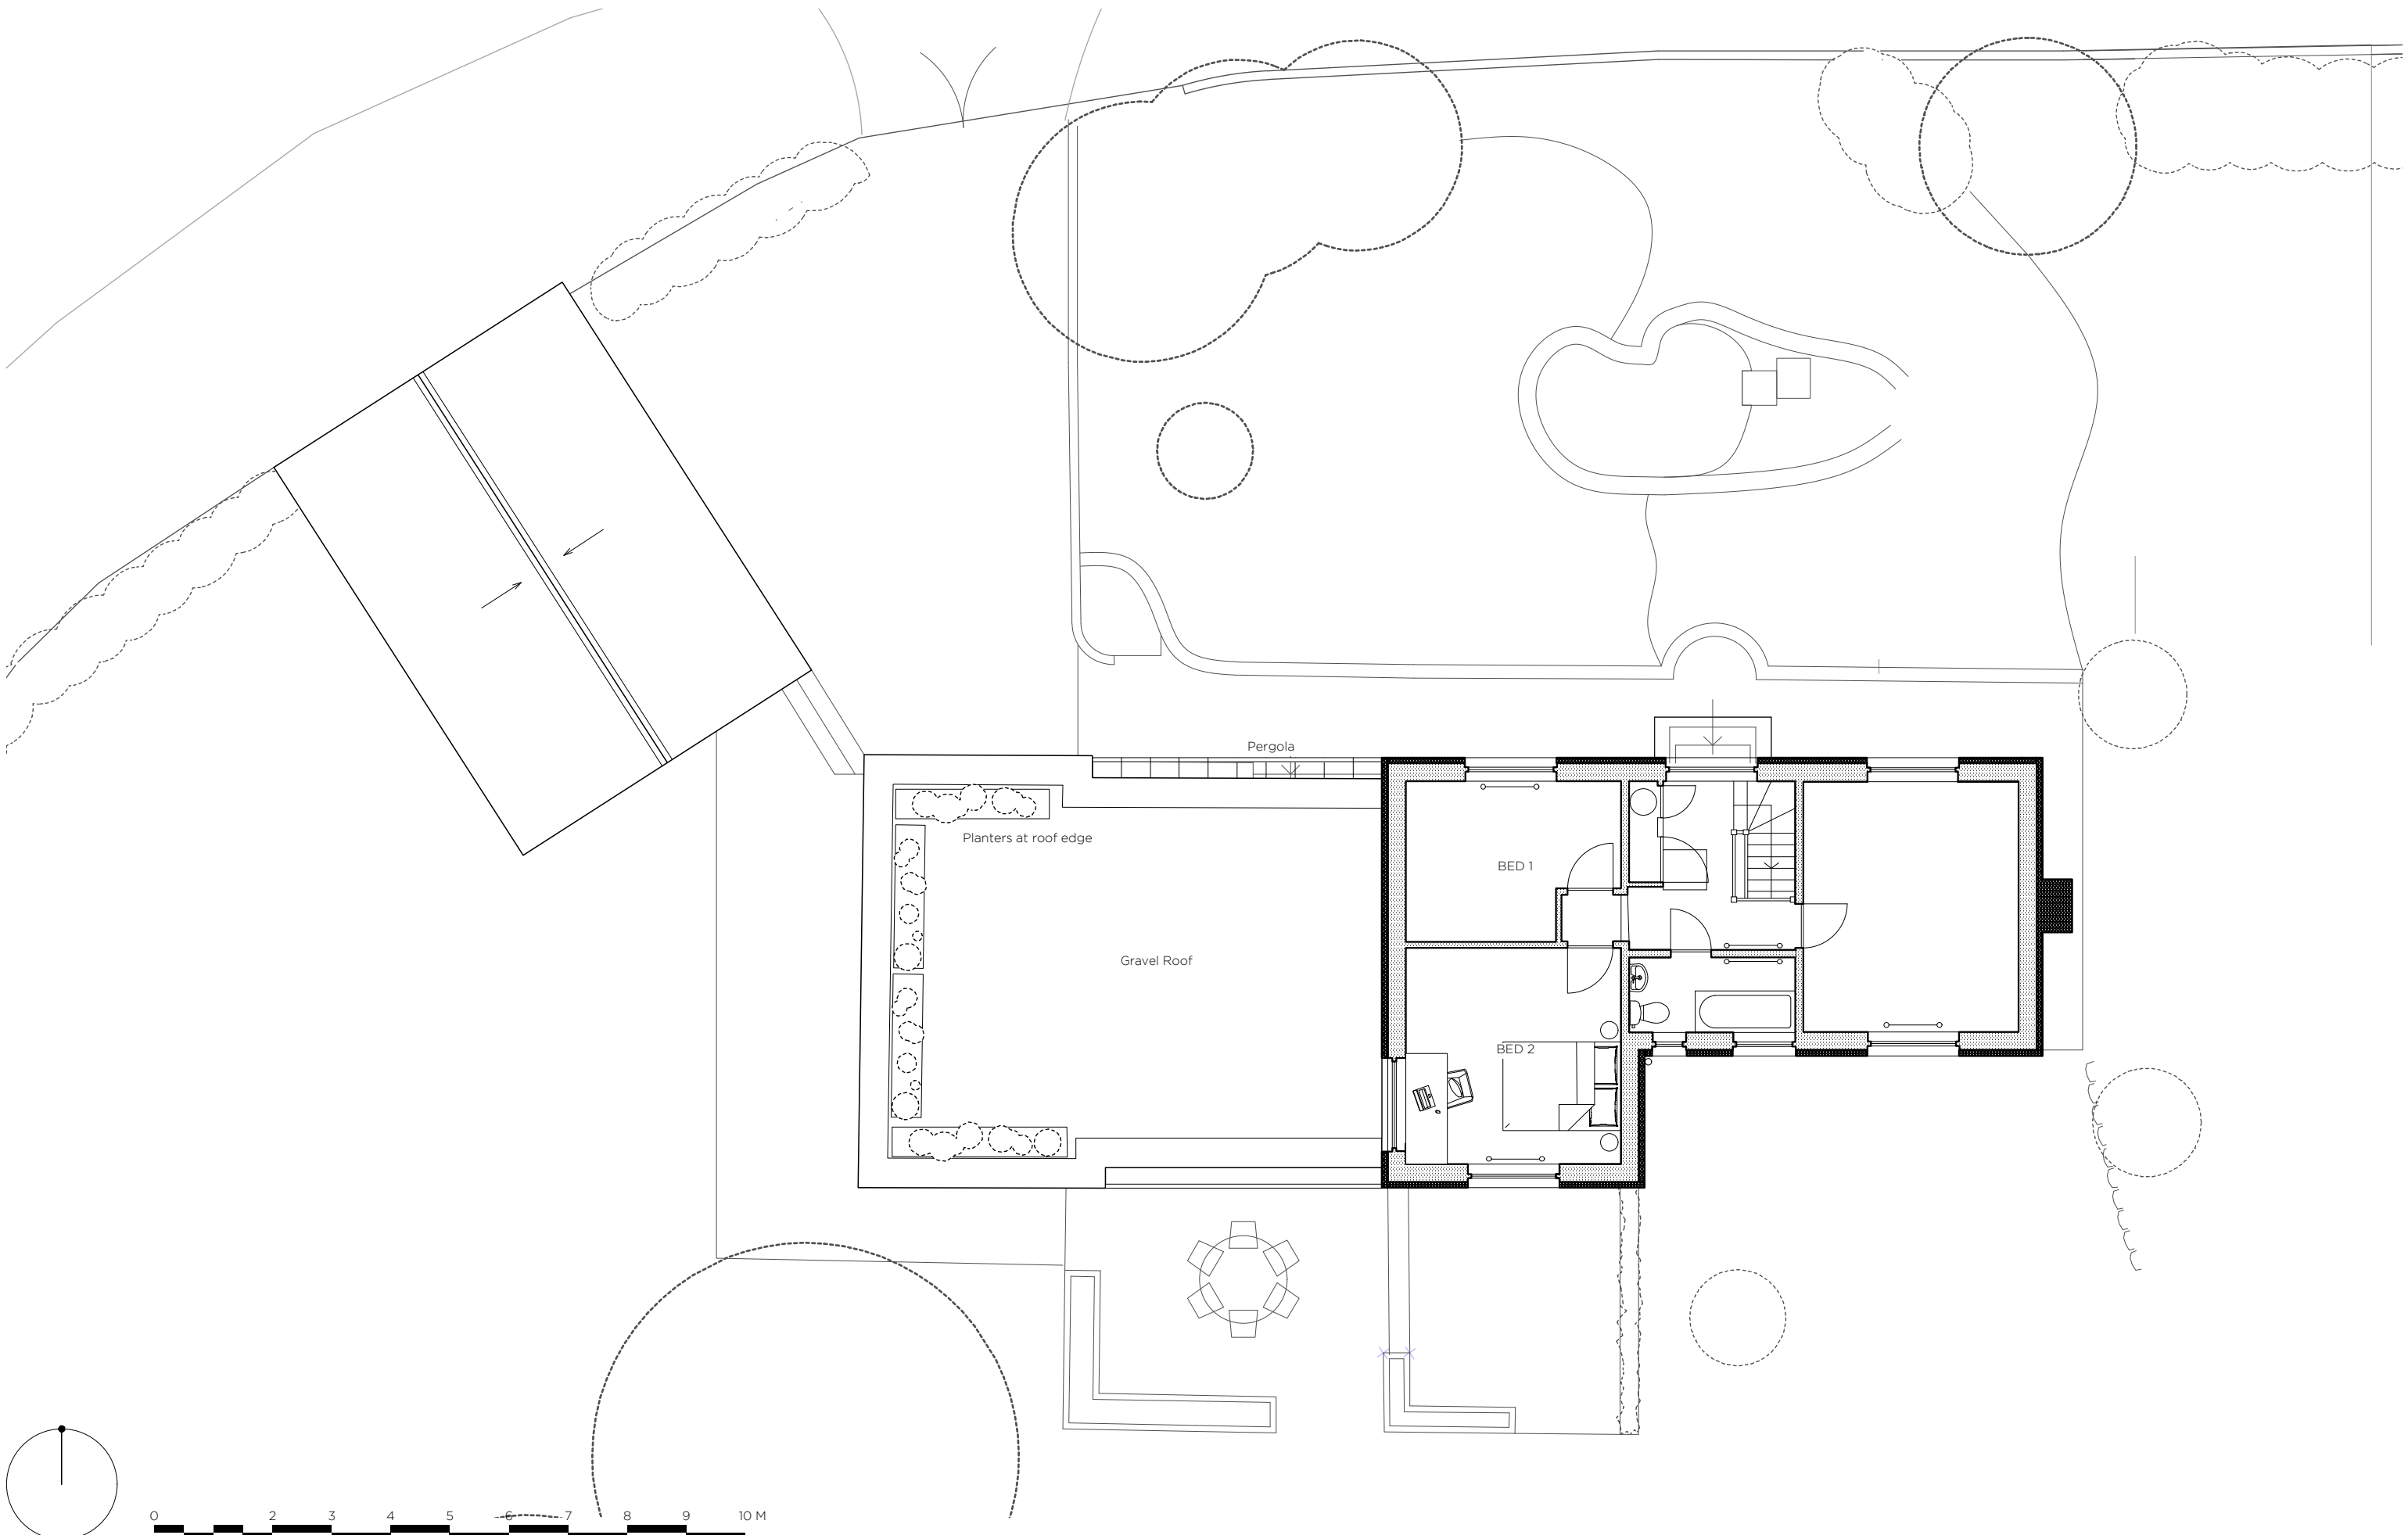 Pergola
Planters at roof edge
BED 1
Gravel Roof
BED 2
0 2 3 4 5 6 7 8 9 10 M